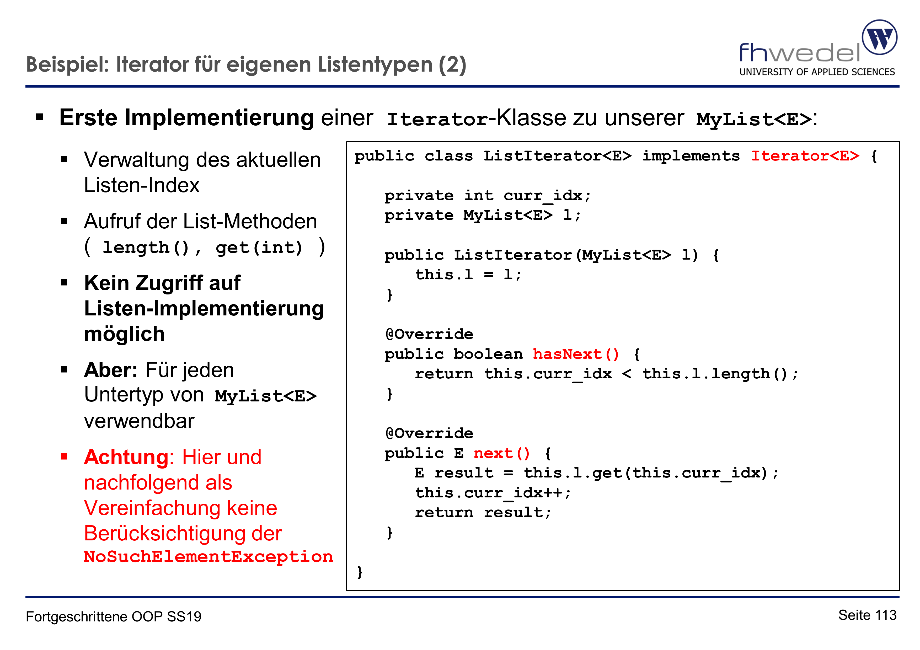 Beispiel: Iterator für eigenen Listentypen (2)
fhwedel
W
UNIVERSITY OF APPLIED SCIENCES
▪ Erste Implementierung einer Iterator-Klasse zu unserer MyList<E>:
▪ Verwaltung des aktuellen
Listen-Index
▪ Aufruf der List-Methoden
( length(), get(int) )
▪ Kein Zugriff auf
Listen-Implementierung
möglich
▪ Aber: Für jeden
Untertyp von MyList<E>
verwendbar
▪ Achtung: Hier und
nachfolgend als
Vereinfachung keine
Berücksichtigung der
NoSuchElementException
public class ListIterator<E> implements Iterator<E> {
private int curr_idx;
private MyList<E> l;
public ListIterator(MyList<E> l) {
this.l = l;
}
@Override
public boolean hasNext() {
return this.curr_idx < this.l.length();
}
@Override
public E next() {
E result = this.l.get(this.curr_idx);
this.curr_idx++;
return result;
}
}
Fortgeschrittene OOP SS19
Seite 113